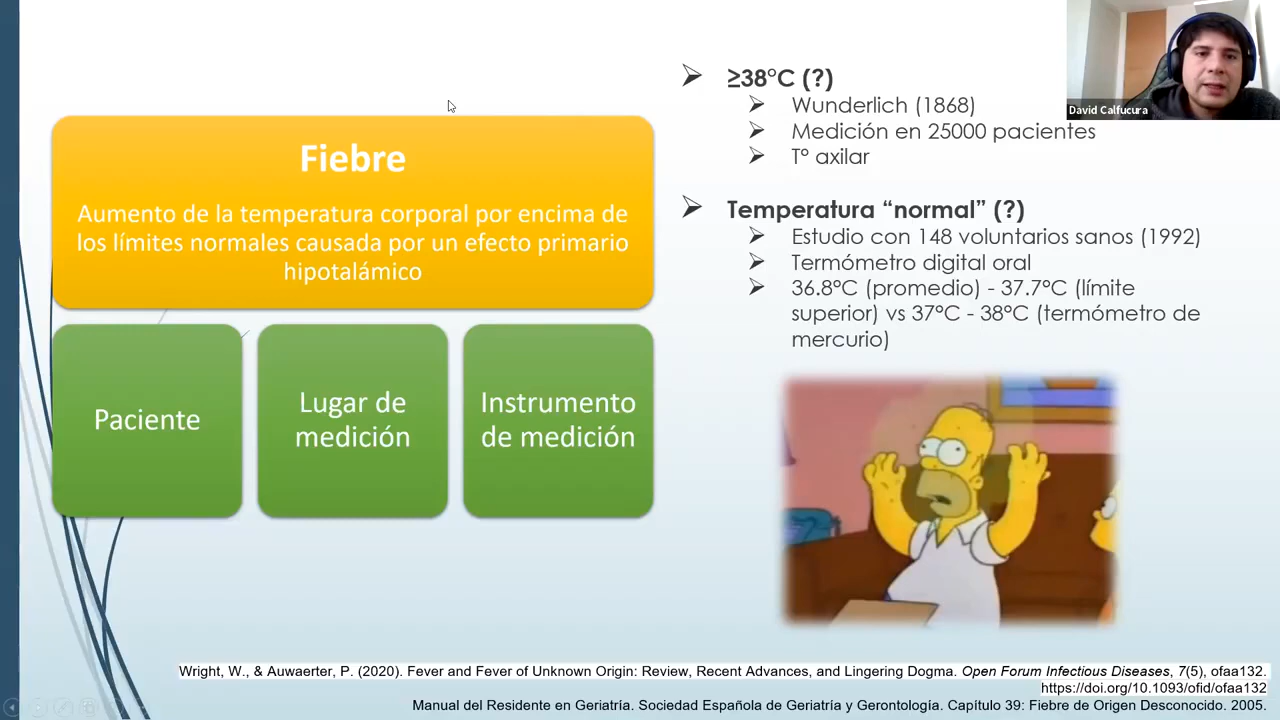 Fiebre
Aumento de la temperatura corporal por encima de
los límites normales causada por un efecto primario
hipotalámico
Paciente
Lugar de
medición
Instrumento
de medición
≥38°C (?)
Wunderlich (1868)
Medición en 25000 pacientes
T° axilar
Temperatura “normal” (?)
Estudio con 148 voluntarios sanos (1992)
Termómetro digital oral
36.8°C (promedio) - 37.7°C (límite
superior) vs 37°C - 38°C (termómetro de
mercurio)
David Calfucura
Wright, W., & Auwaerter, P. (2020). Fever and Fever of Unknown Origin: Review, Recent Advances, and Lingering Dogma. Open Forum Infectious Diseases, 7(5), ofaa132.
https://doi.org/10.1093/ofid/ofaa132
Manual del Residente en Geriatría. Sociedad Española de Geriatría y Gerontología. Capítulo 39: Fiebre de Origen Desconocido. 2005.